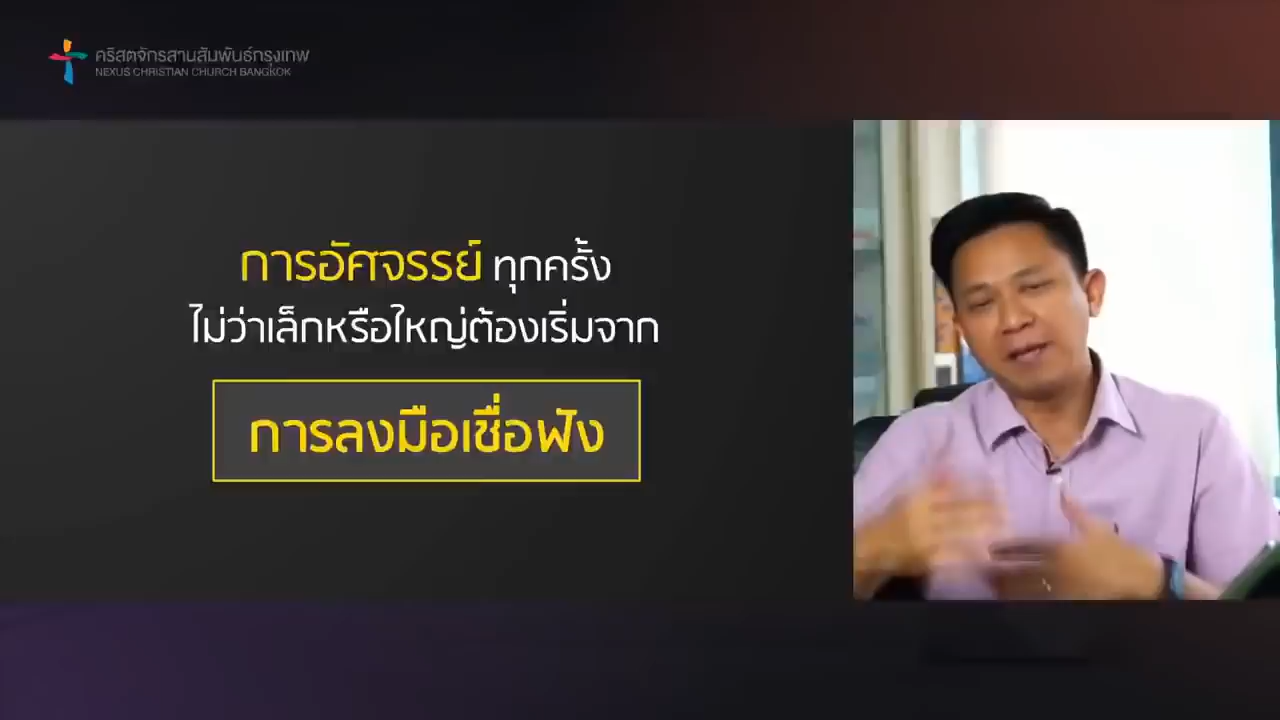 คริสตจักรสานสัมพันธ์กรุงเทพ
NEXUS CHRISTIAN CHURCH BANGKOK
การอัศจรรย์ ทุกครั้ง
ไม่ว่าเล็กหรือใหญ่ต้องเริ่มจาก
การลงมือเชื่อฟัง